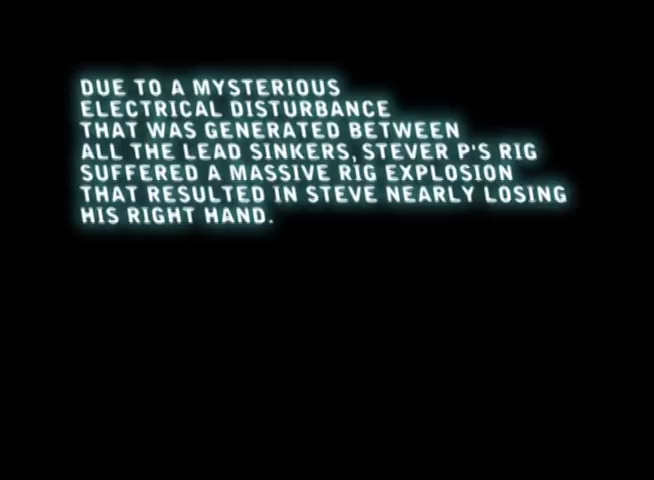 DUE TO A MYSTERIOUS
ELECTRICAL DISTURBANCE
THAT WAS GENERATED BETWEEN
ALL THE LEAD SINKERS, STEVER P'S RIG
SUFFERED A MASSIVE RIG EXPLOSION
THAT RESULTED IN STEVE NEARLY LOSING
HIS RIGHT HAND.